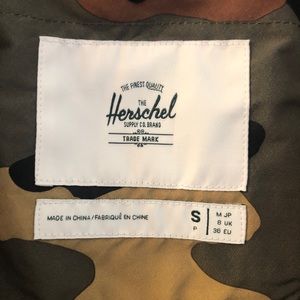 THE FINEST QUALITY
THE
Herschel
SUPPLY CO. BRAND
TRADE MARK
MADE IN CHINA/FABRIQUÉ EN CHINE
S
P
M JP
8 UK
36 EU